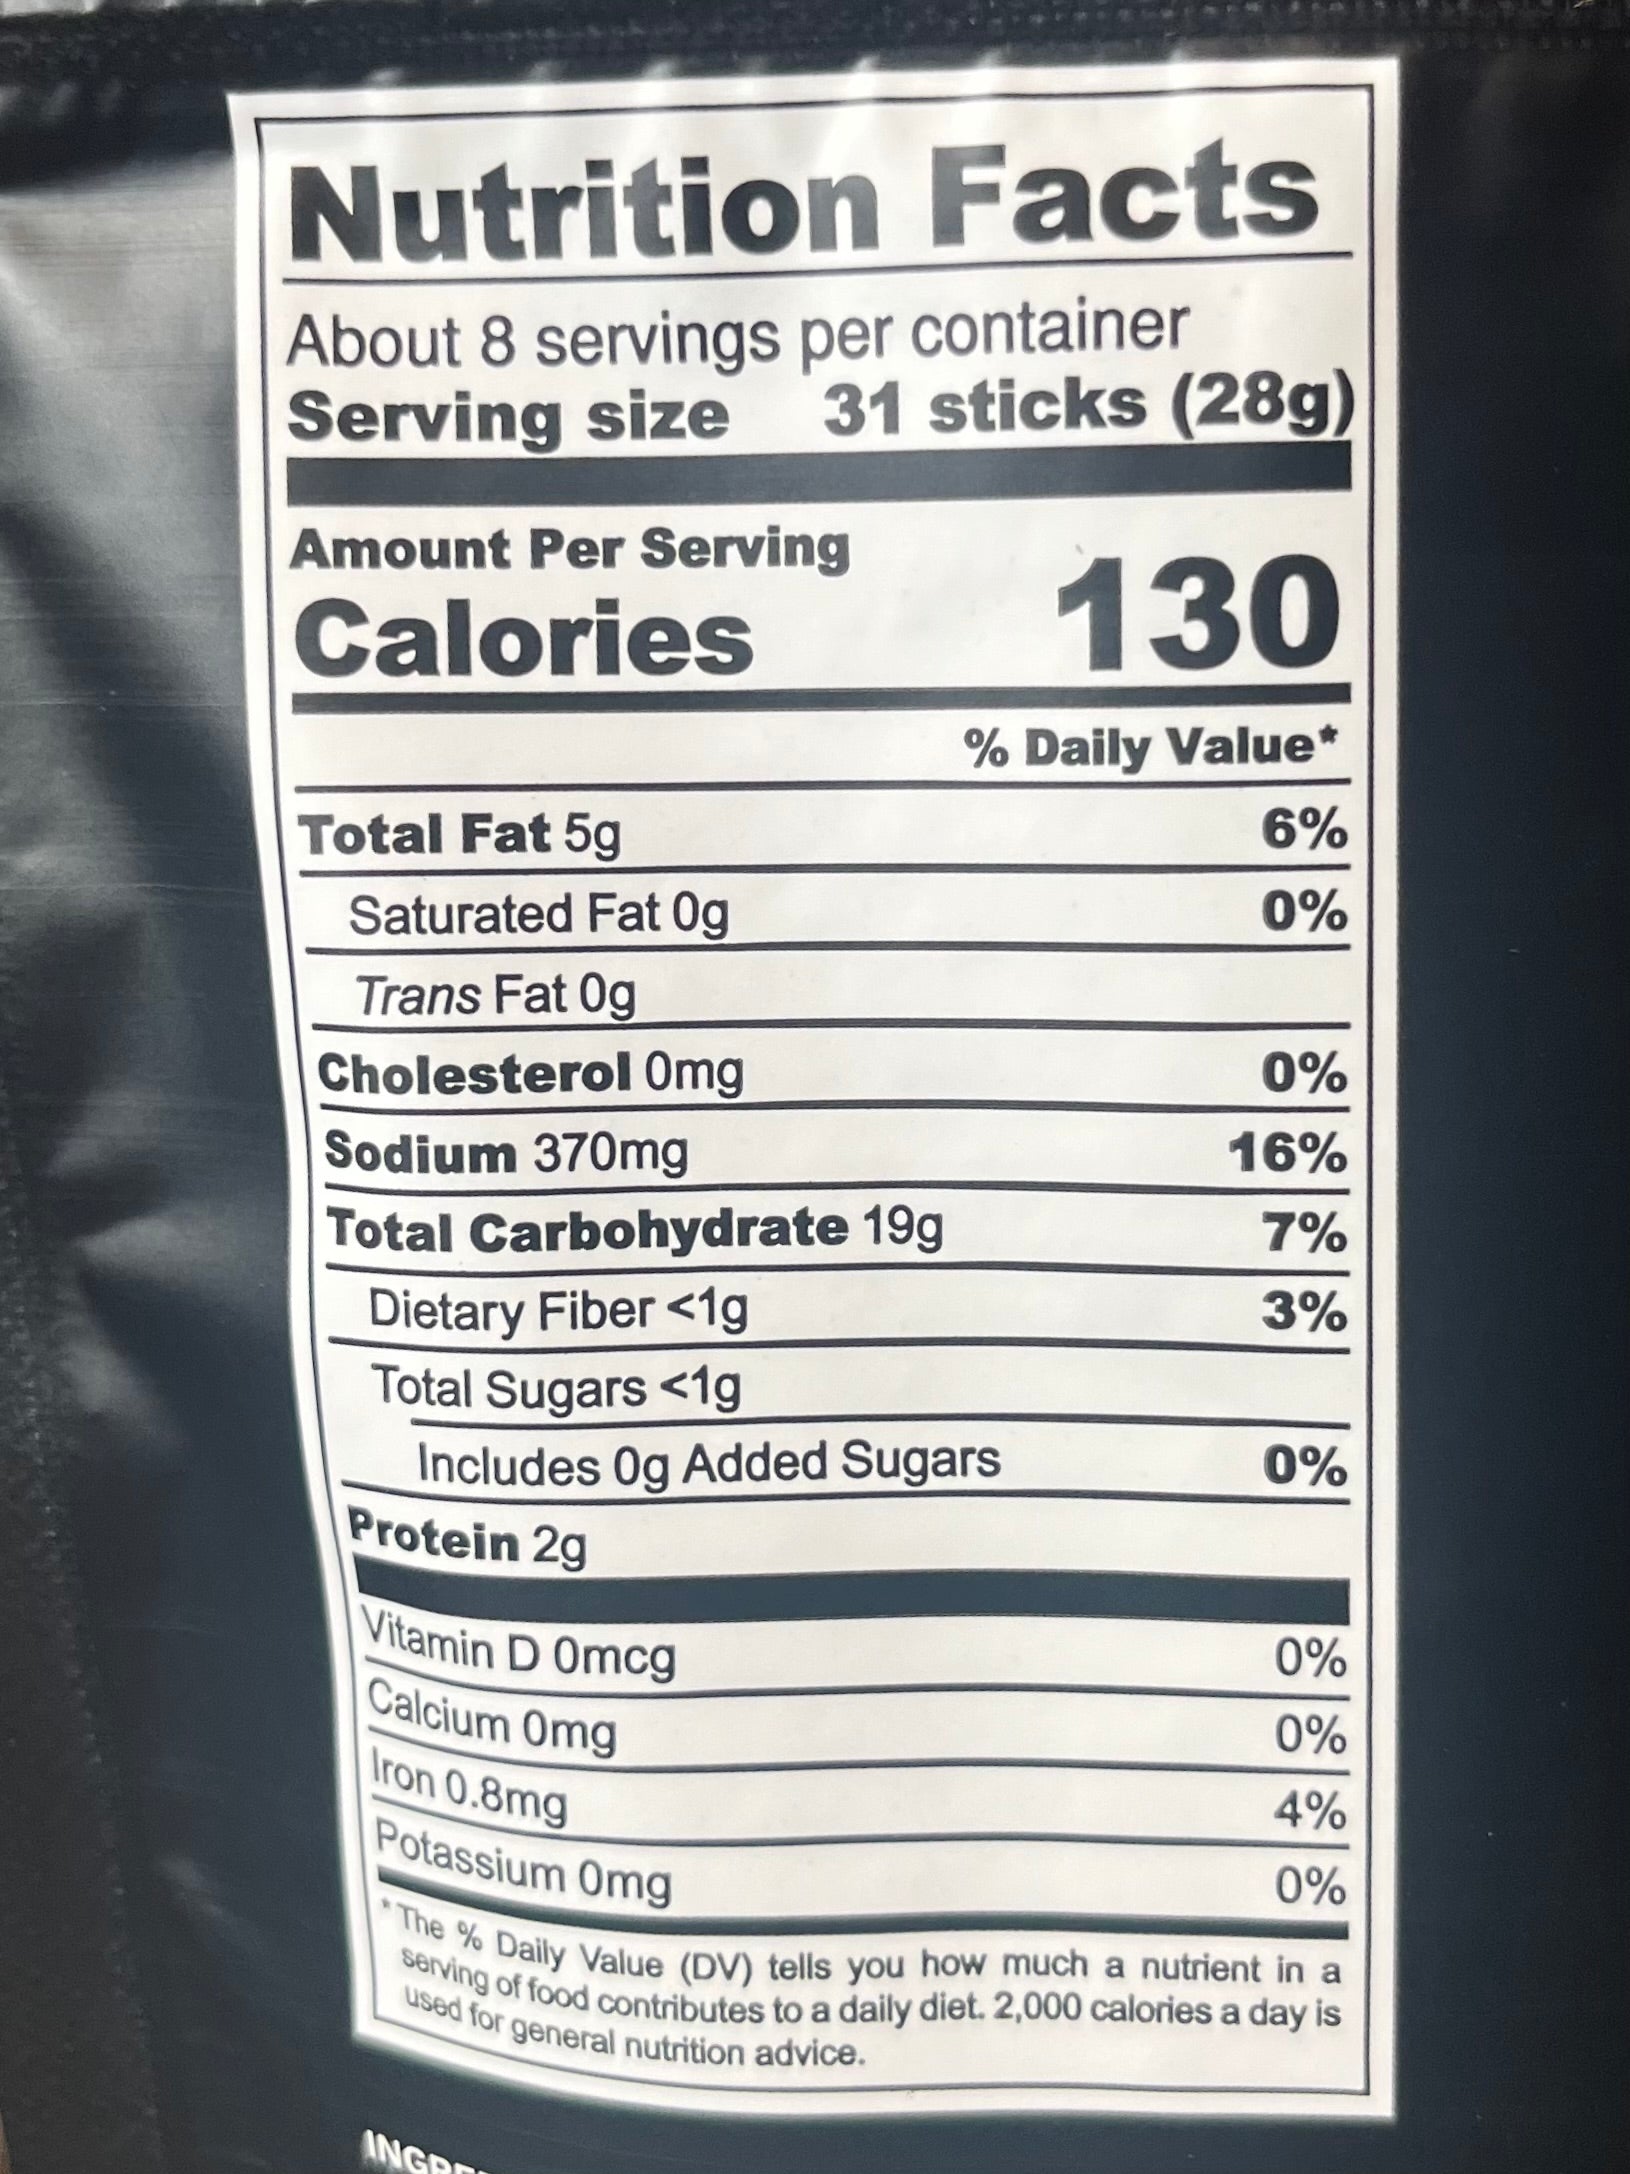 Nutrition Facts
About 8 servings per container
Serving size 31 sticks (28g)
Amount Per Serving
Calories 130
% Daily Value*
Total Fat 5g 6%
Saturated Fat 0g 0%
Trans Fat 0g
Cholesterol 0mg 0%
Sodium 370mg 16%
Total Carbohydrate 19g 7%
Dietary Fiber <1g 3%
Total Sugars <1g
Includes 0g Added Sugars 0%
Protein 2g
Vitamin D 0mcg 0%
Calcium 0mg 0%
Iron 0.8mg 4%
Potassium 0mg 0%
*The % Daily Value (DV) tells you how much a nutrient in a
serving of food contributes to a daily diet. 2,000 calories a day is
used for general nutrition advice.